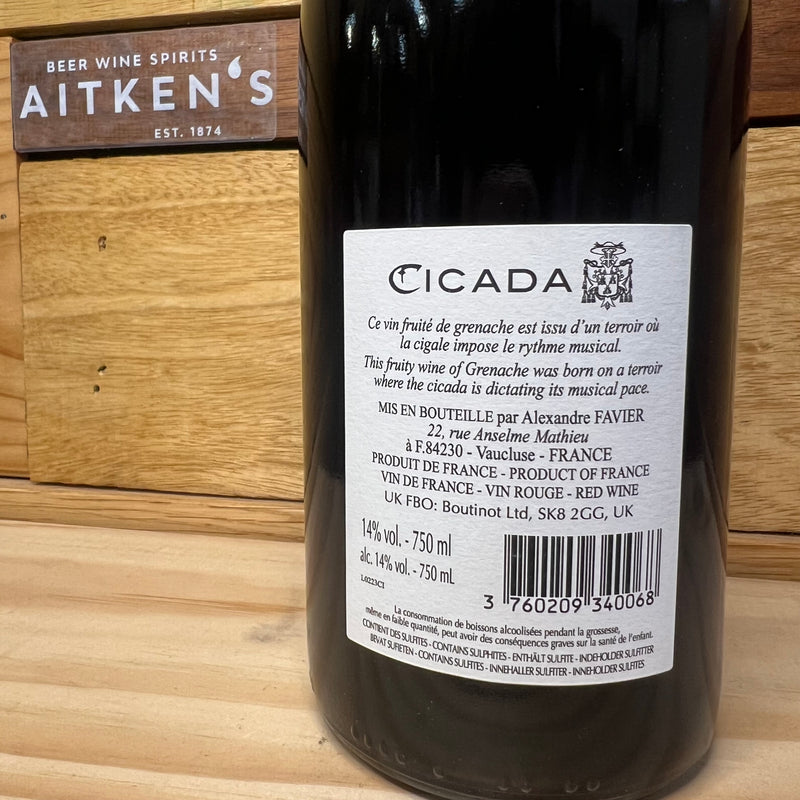 BEER WINE SPIRITS
AITKEN'S
EST. 1874
CICADA
Ce vin fruité de grenache est issu d'un terroir où
la cigale impose le rythme musical.
This fruity wine of Grenache was born on a terroir
where the cicada is dictating its musical pace.
MIS EN BOUTEILLE par Alexandre FAVIER
22, rue Anselme Mathieu
à F.84230 - Vaucluse - FRANCE
PRODUIT DE FRANCE - PRODUCT OF FRANCE
VIN DE FRANCE - VIN ROUGE - RED WINE
UK FBO: Boutinot Ltd, SK8 2GG, UK
14% vol. - 750 ml
alc. 14% vol. - 750 mL
L0223CI
3 760209 340068
La consommation de boissons alcoolisées pendant la grossesse,
même en faible quantité, peut avoir des conséquences graves sur la santé de l'enfant.
CONTIENT DES SULFITES - CONTAINS SULPHITES - ENTHÄLT SULFITE - INDEHOLDER SULFITTER
BEVAT SUFIETEN - CONTAINS SULFITES - INNEHALLER SULFITER - INNEHOLDER SULFITES